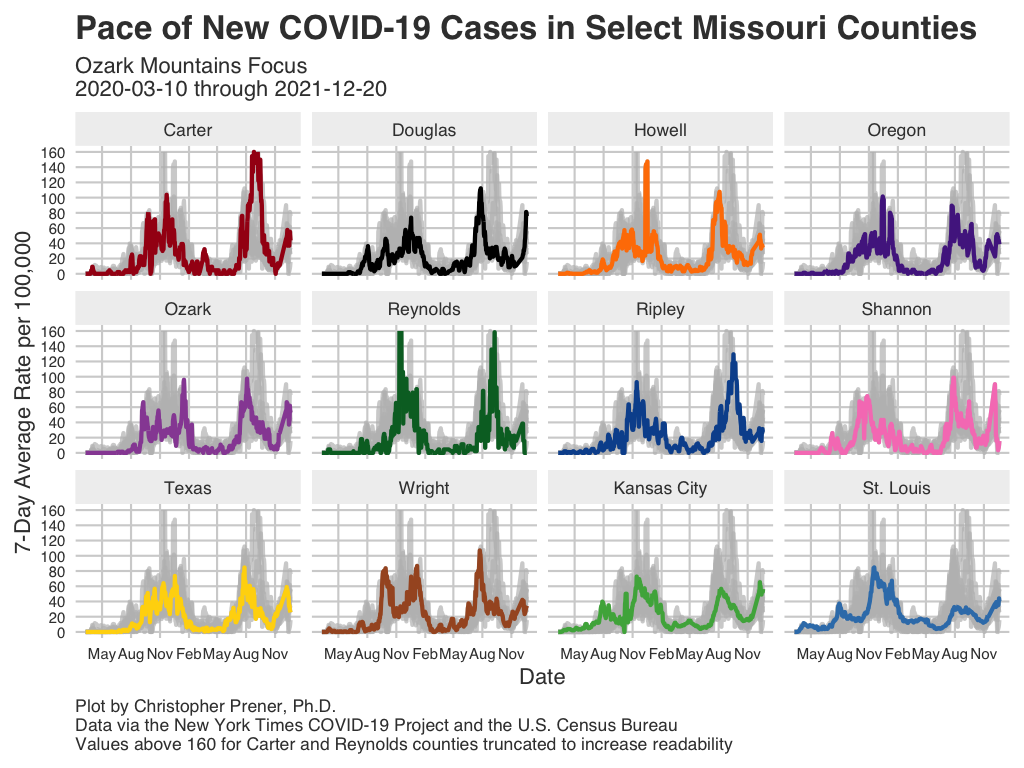 Pace of New COVID-19 Cases in Select Missouri Counties
Ozark Mountains Focus
2020-03-10 through 2021-12-20
Carter Douglas Howell Oregon
160
140
120
100
80
60
40
20
0
Ozark Reynolds Ripley Shannon
160
140
120
100
80
60
40
20
0
Texas Wright Kansas City St. Louis
160
140
120
100
80
60
40
20
0
7-Day Average Rate per 100,000
May Aug Nov Feb May Aug Nov May Aug Nov Feb May Aug Nov May Aug Nov Feb May Aug Nov May Aug Nov Feb May Aug Nov
Date
Plot by Christopher Prener, Ph.D.
Data via the New York Times COVID-19 Project and the U.S. Census Bureau
Values above 160 for Carter and Reynolds counties truncated to increase readability